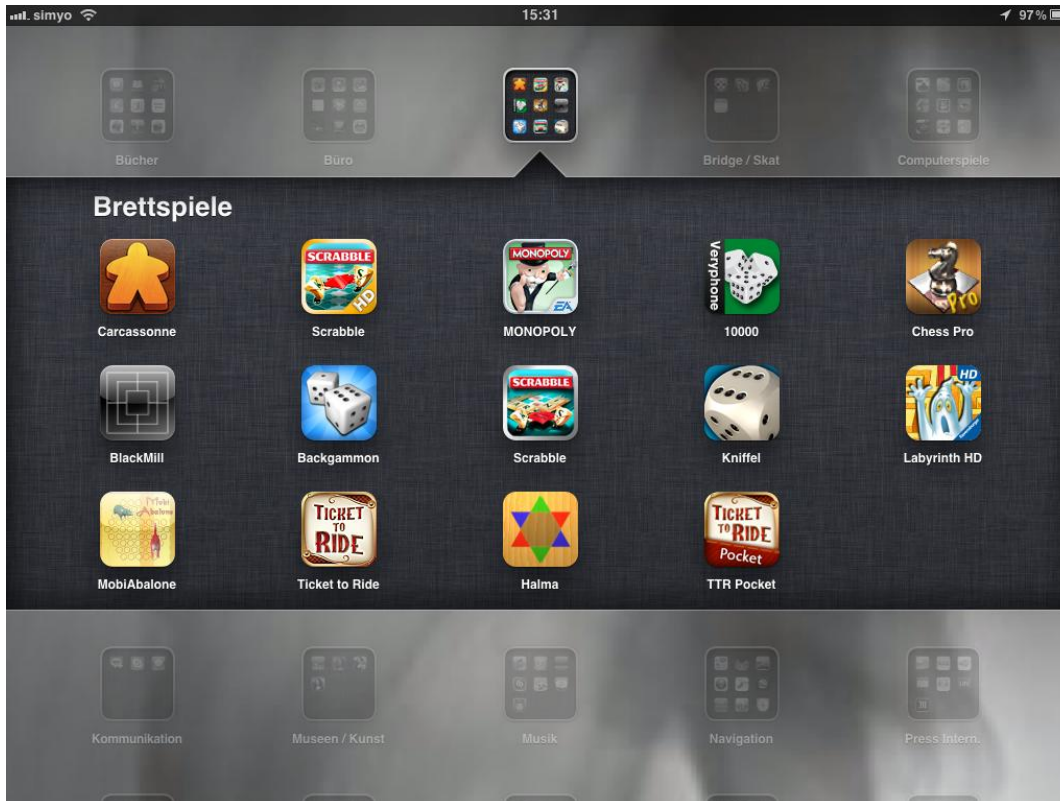 simyo 15:31 97%
Bücher Büro Bridge / Skat Computerspiele
Brettspiele
SCRABBLE HD MONOPOLY EA Veryphone Pro
Carcassonne Scrabble MONOPOLY 10000 Chess Pro
SCRABBLE HD
BlackMill Backgammon Scrabble Kniffel Labyrinth HD
Abalone TICKET TO RIDE TICKET TO RIDE Pocket
MobiAbalone Ticket to Ride Halma TTR Pocket
Kommunikation Museen / Kunst Musik Navigation Press Intern.